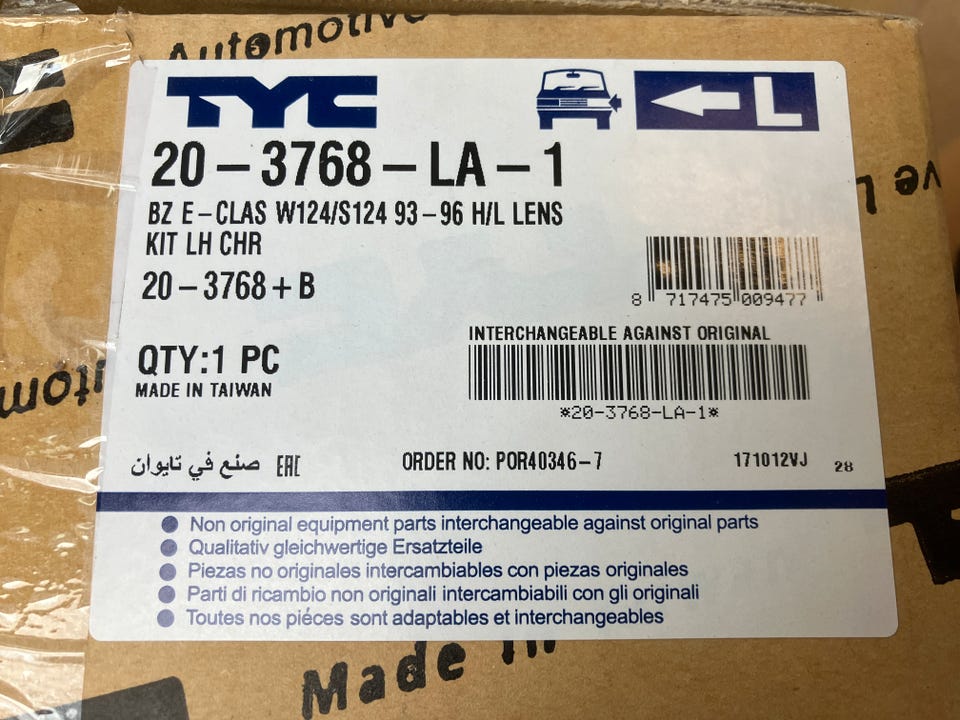 Automotive
TYC
L
20-3768-LA-1
BZ E-CLAS W124/S124 93-96 H/L LENS
KIT LH CHR
20-3768+B
8 717475 009477
INTERCHANGEABLE AGAINST ORIGINAL
QTY:1 PC
MADE IN TAIWAN
*20-3768-LA-1*
صنع في تايوان EAC ORDER NO: POR40346-7 171012VJ 28
Non original equipment parts interchangeable against original parts
Qualitativ gleichwertige Ersatzteile
Piezas no originales intercambiables con piezas originales
Parti di ricambio non originali intercambiabili con gli originali
Toutes nos piéces sont adaptables et interchangeables
Made in